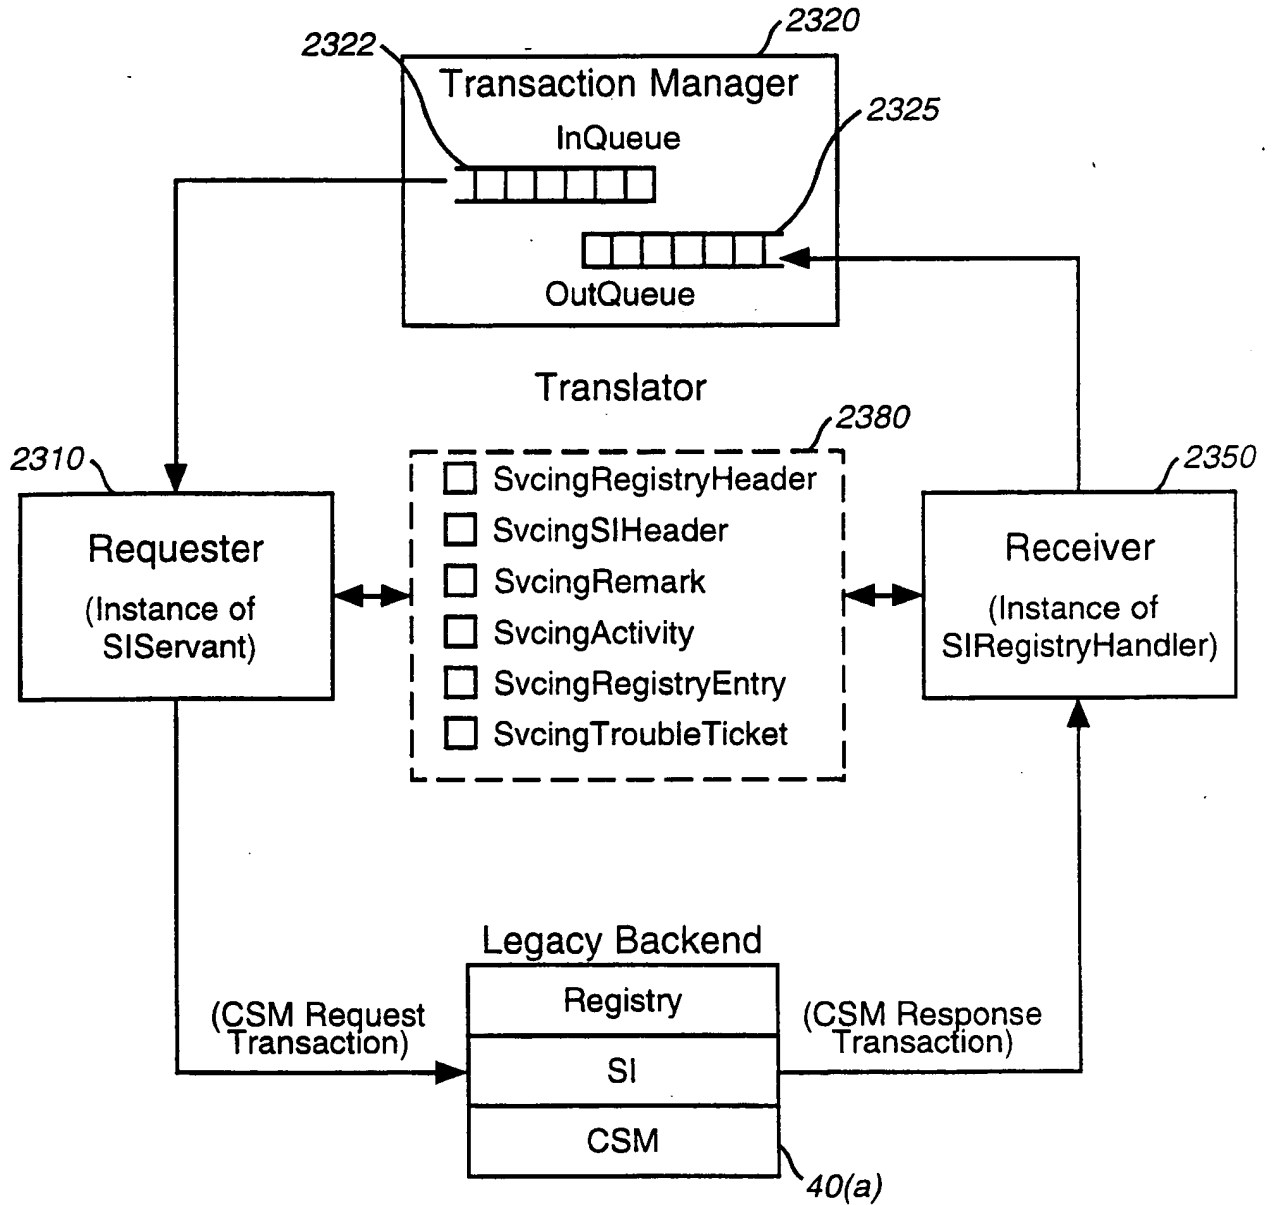 2320
2322
Transaction Manager
2325
InQueue
OutQueue
Translator
2380
2310
2350
SvcingRegistryHeader
SvcingSIHeader
SvcingRemark
SvcingActivity
SvcingRegistryEntry
SvcingTroubleTicket
Requester
(Instance of
SIServant)
Receiver
(Instance of
SIRegistryHandler)
Legacy Backend
Registry
SI
CSM
(CSM Request
Transaction)
(CSM Response
Transaction)
40(a)